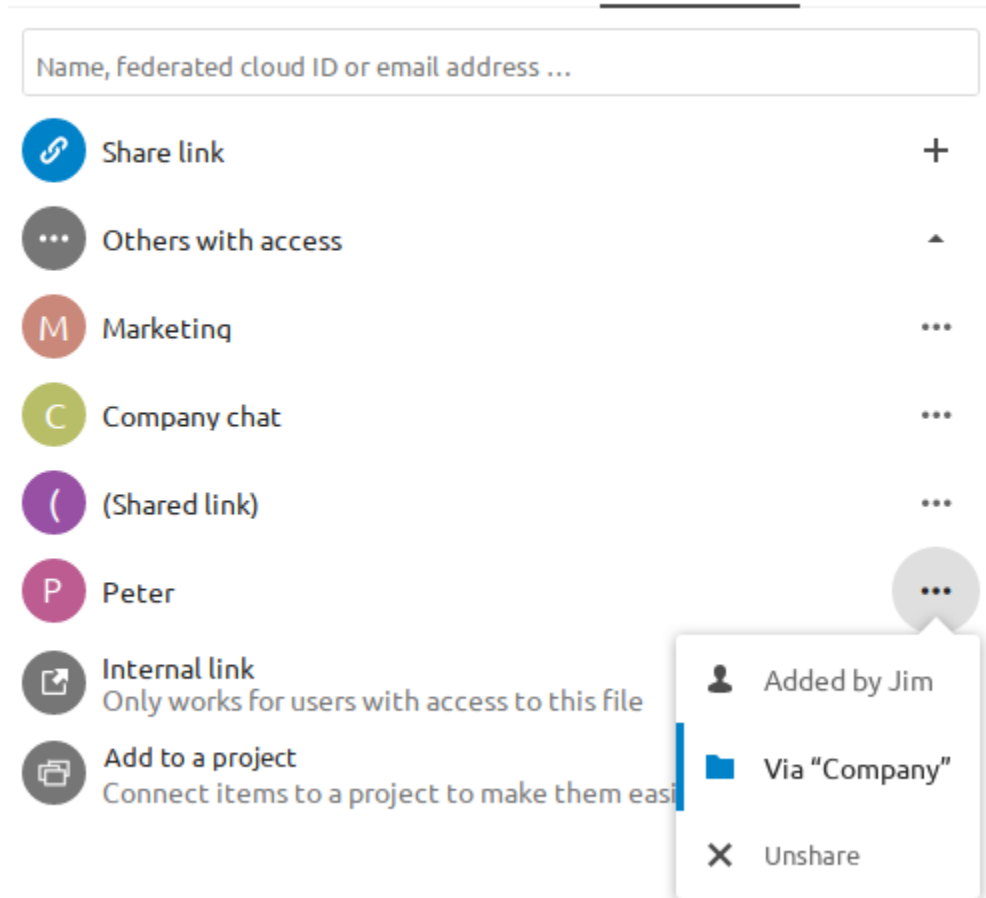 Name, federated cloud ID or email address ...
Share link
Others with access
M Marketing
C Company chat
( (Shared link)
P Peter
Internal link
Only works for users with access to this file
Added by Jim
Add to a project
Via “Company”
Connect items to a project to make them easi
Unshare